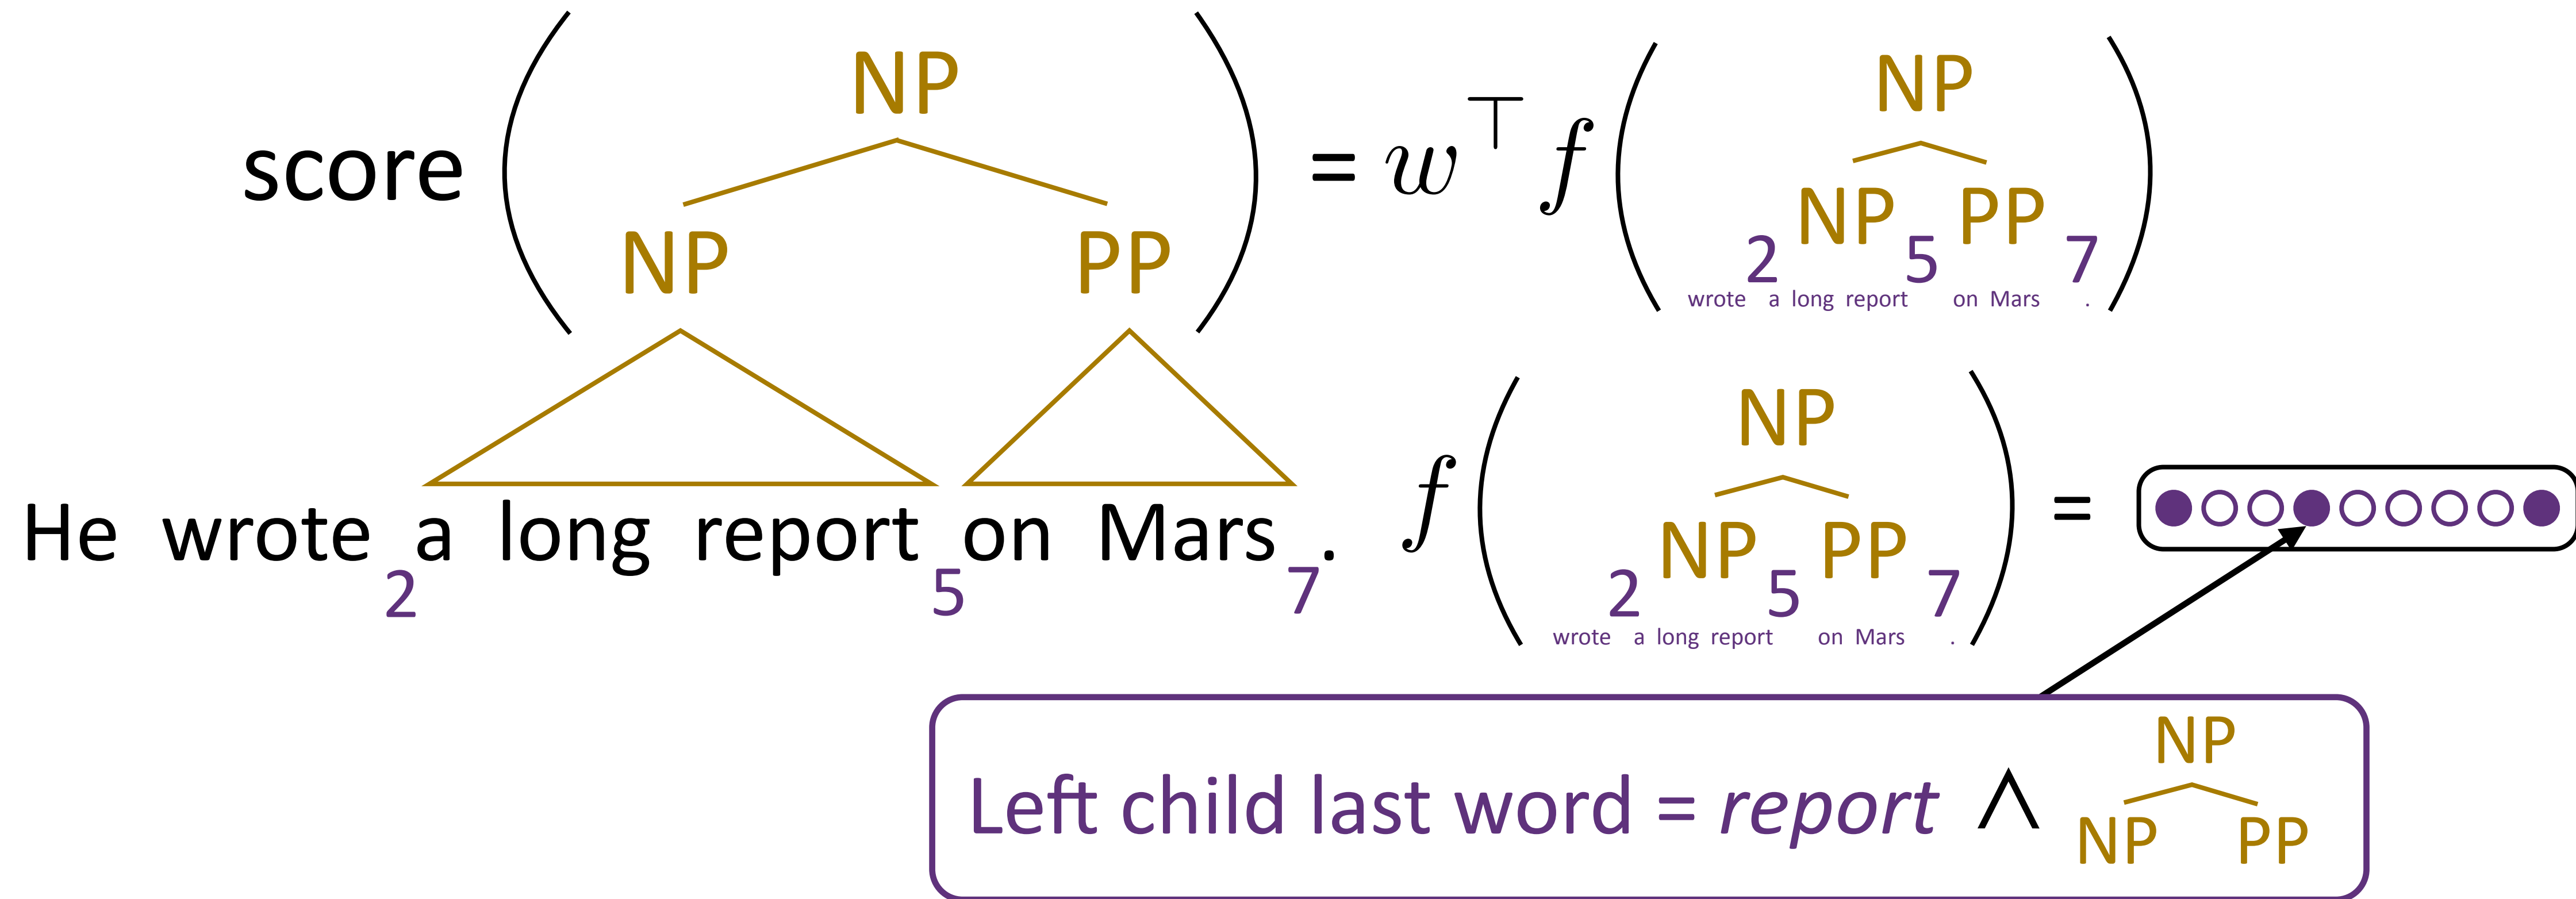 NP NP
score = w⊤ f
NP PP 2 NP 5 PP 7
wrote a long report on Mars .
NP
f =
2 NP 5 PP 7
wrote a long report on Mars .
He wrote a long report on Mars .
2 5 7
NP
Left child last word = report ∧
NP PP